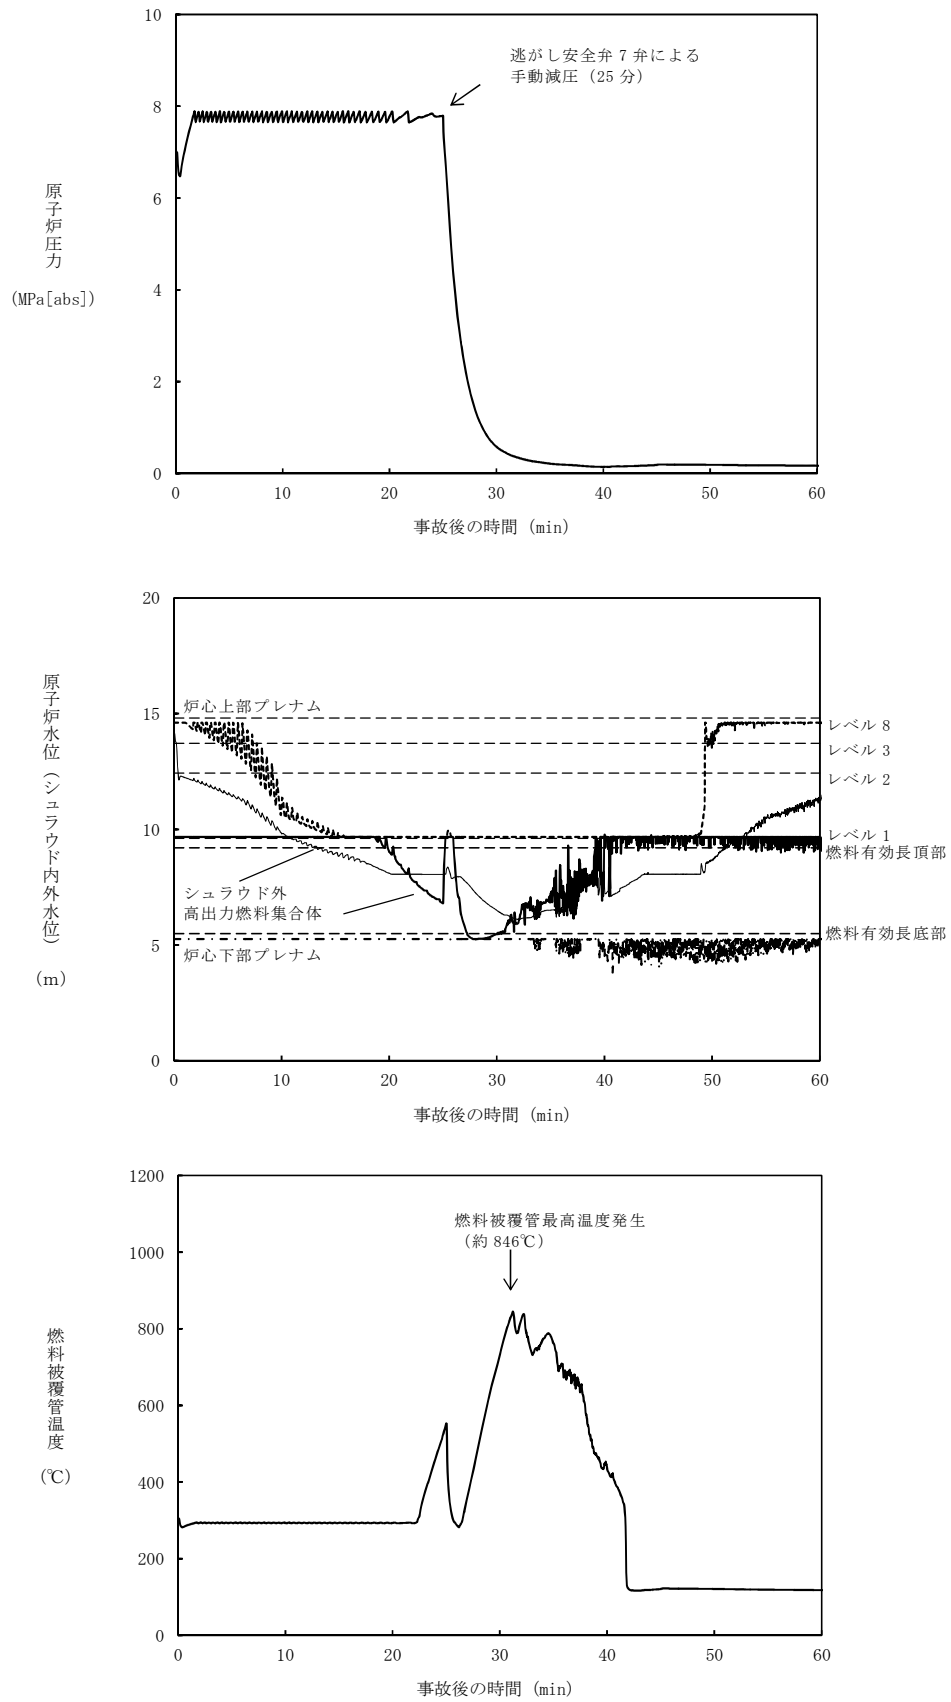 10
8
6
4
2
0
原子炉圧力
(MPa[abs])
逃がし安全弁 7 弁による
手動減圧（25 分）
0 10 20 30 40 50 60
事故後の時間 (min)
20
15
10
5
0
原子炉水位（シュラウド内外水位）
（m）
炉心上部プレナム
シュラウド外
高出力燃料集合体
炉心下部プレナム
レベル 8
レベル 3
レベル 2
レベル 1
燃料有効長頂部
燃料有効長底部
0 10 20 30 40 50 60
事故後の時間 (min)
1200
1000
800
600
400
200
0
燃料被覆管温度
（℃）
燃料被覆管最高温度発生
（約 846℃）
0 10 20 30 40 50 60
事故後の時間 (min)